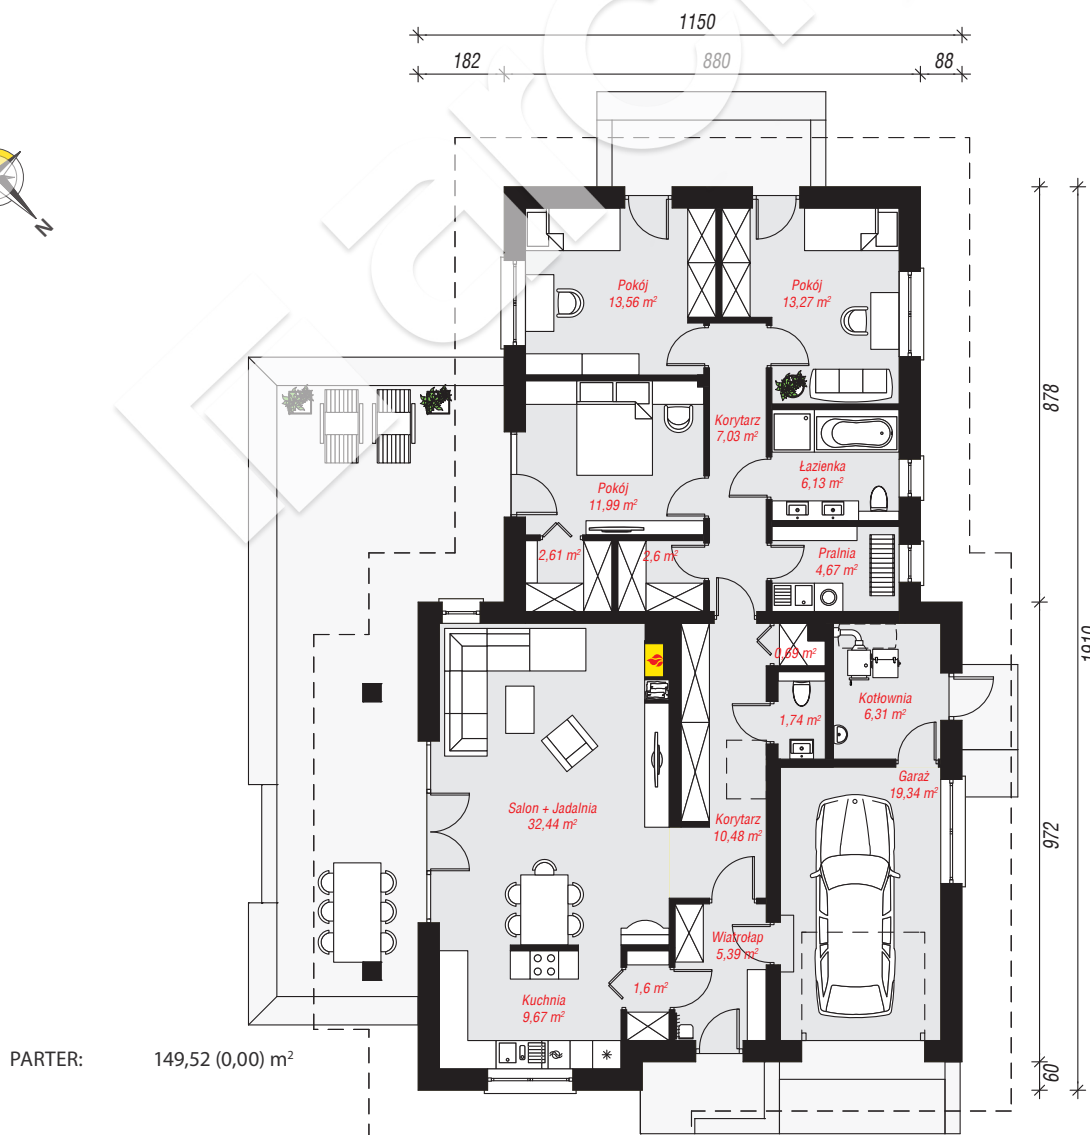 1150
182
880
88
N
Pokój
13,56 m²
Pokój
13,27 m²
878
Korytarz
7,03 m²
Łazienka
6,13 m²
Pokój
11,99 m²
2,61 m²
2,6 m²
Pralnia
4,67 m²
1910
0,69 m²
1,74 m²
Kotłownia
6,31 m²
Garaż
19,34 m²
Salon + Jadalnia
32,44 m²
Korytarz
10,48 m²
972
Wiatrołap
5,39 m²
1,6 m²
Kuchnia
9,67 m²
60
PARTER: 149,52 (0,00) m²